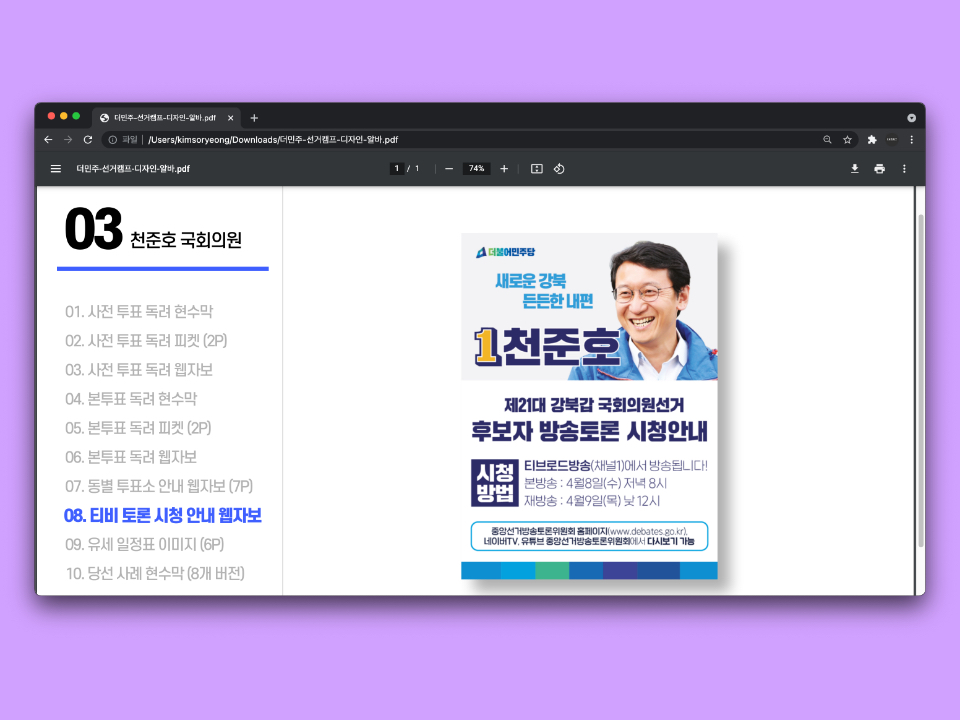 더민주-선거캠프-디자인-알바.pdf
파일 | /Users/kimsoryeong/Downloads/더민주-선거캠프-디자인-알바.pdf
더민주-선거캠프-디자인-알바.pdf
1 / 1
74%
03 천준호 국회의원
01. 사전 투표 독려 현수막
02. 사전 투표 독려 피켓 (2P)
03. 사전 투표 독려 웹자보
04. 본투표 독려 현수막
05. 본투표 독려 피켓 (2P)
06. 본투표 독려 웹자보
07. 동별 투표소 안내 웹자보 (7P)
08. 티비 토론 시청 안내 웹자보
09. 유세 일정표 이미지 (6P)
10. 당선 사례 현수막 (8개 버전)
더불어민주당
새로운 강북
든든한 내편
1천준호
제21대 강북갑 국회의원선거
후보자 방송토론 시청안내
시청
방법
티브로드방송(채널1)에서 방송됩니다!
본방송 : 4월8일(수) 저녁 8시
재방송 : 4월9일(목) 낮 12시
중앙선거방송토론위원회 홈페이지(www.debates.go.kr),
네이버TV, 유튜브 중앙선거방송토론위원회에서 다시보기 가능